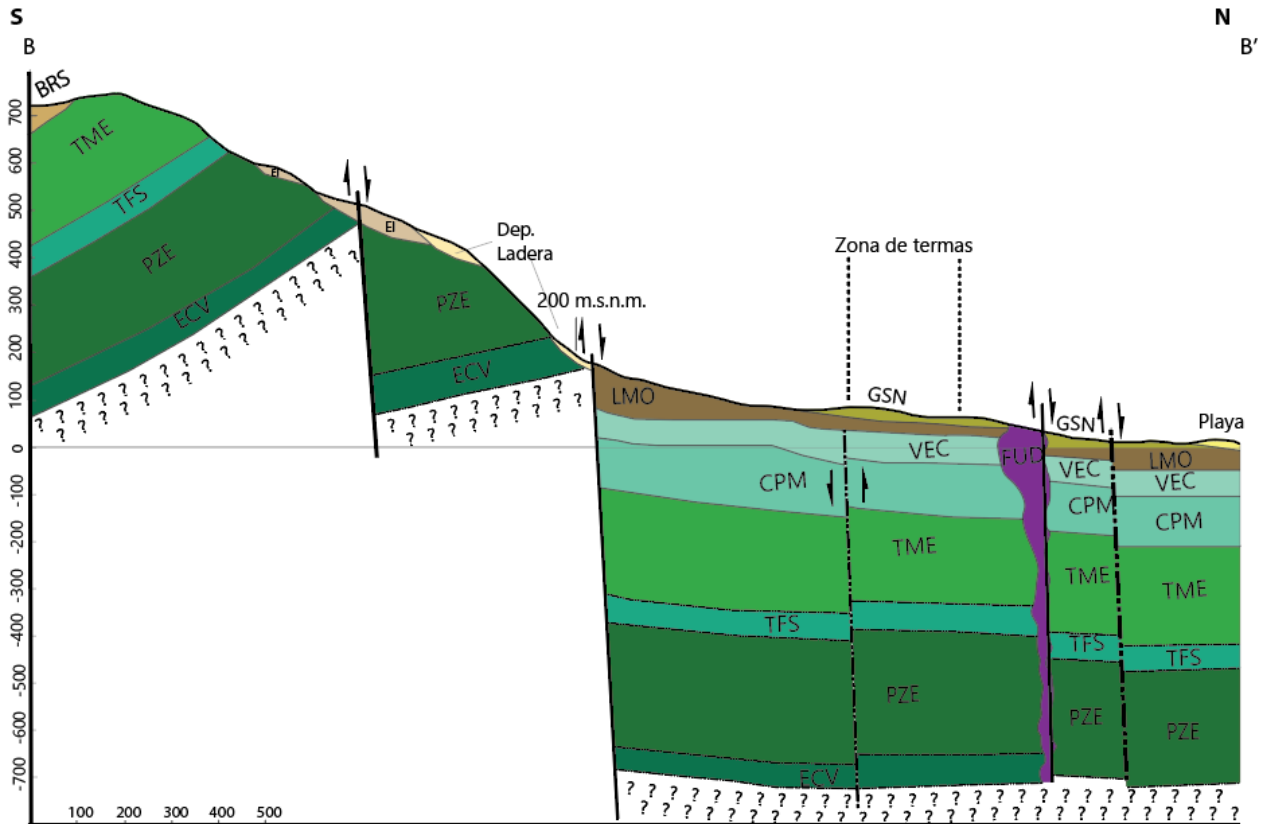 S
N
B
B'
BRS
TME
TFS
PZE
ECV
EI
EI
PZE
ECV
Dep.
Ladera
200 m.s.n.m.
Zona de termas
LMO
GSN
VEC
CPM
TME
TFS
PZE
ECV
FUD
GSN
VEC
CPM
TME
TFS
PZE
Playa
LMO
VEC
CPM
TME
TFS
PZE
700
600
500
400
300
200
100
0
-100
-200
-300
-400
-500
-600
-700
100 200 300 400 500
? ? ? ? ? ? ? ? ? ?